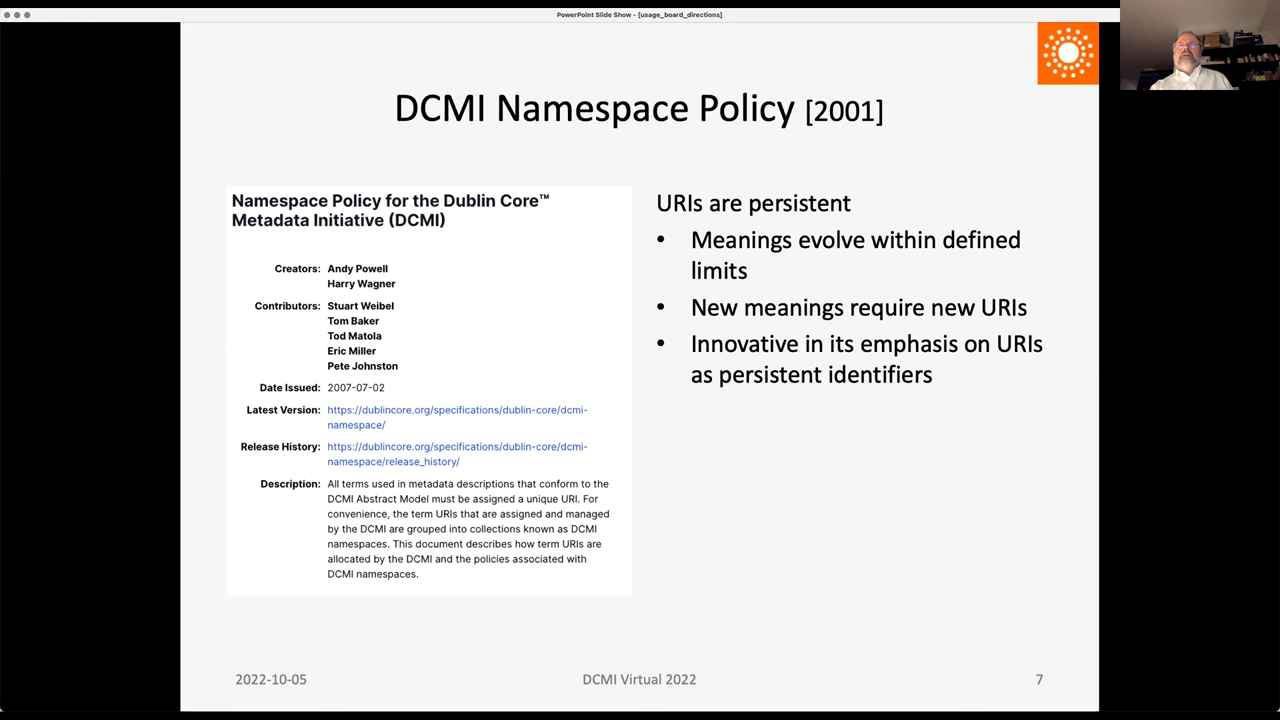 PowerPoint Slide Show - [usage_board_directions]
DCMI Namespace Policy [2001]
Namespace Policy for the Dublin Core™
Metadata Initiative (DCMI)
Creators: Andy Powell
Harry Wagner
Contributors: Stuart Weibel
Tom Baker
Tod Matola
Eric Miller
Pete Johnston
Date Issued: 2007-07-02
Latest Version: https://dublincore.org/specifications/dublin-core/dcmi-
namespace/
Release History: https://dublincore.org/specifications/dublin-core/dcmi-
namespace/release_history/
Description: All terms used in metadata descriptions that conform to the
DCMI Abstract Model must be assigned a unique URI. For
convenience, the term URIs that are assigned and managed
by the DCMI are grouped into collections known as DCMI
namespaces. This document describes how term URIs are
allocated by the DCMI and the policies associated with
DCMI namespaces.
URIs are persistent
• Meanings evolve within defined
limits
• New meanings require new URIs
• Innovative in its emphasis on URIs
as persistent identifiers
2022-10-05
DCMI Virtual 2022
7